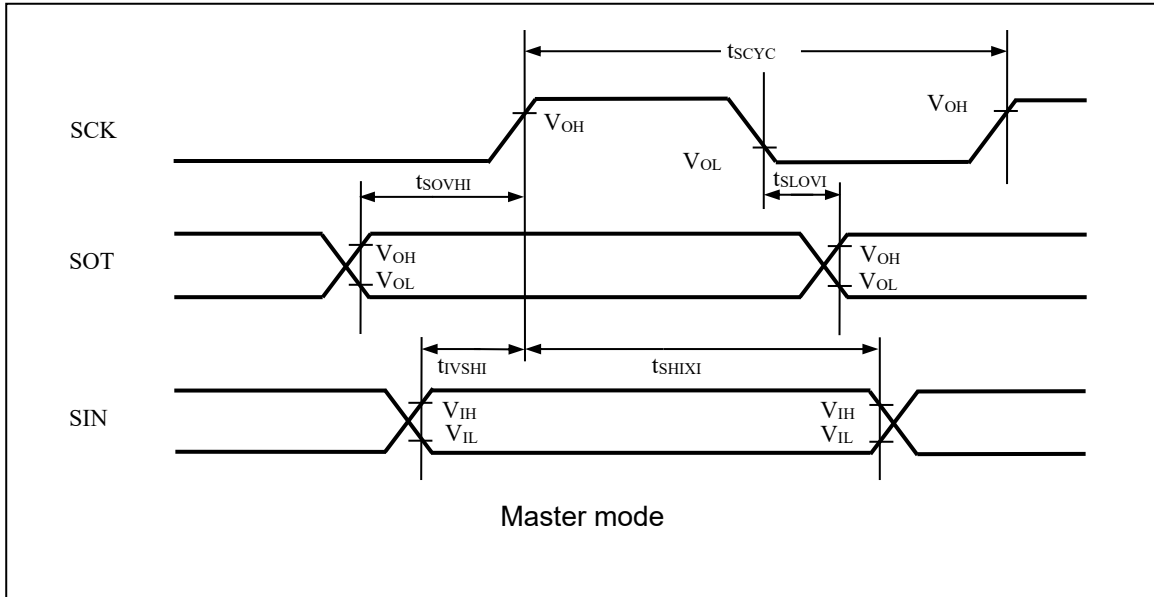 tSCYC
SCK
VOH
VOH
VOL
tSOVHI
tSLOVI
SOT
VOH
VOH
VOL
VOL
tIVSHI
tSHIXI
SIN
VIH
VIH
VIL
VIL
Master mode